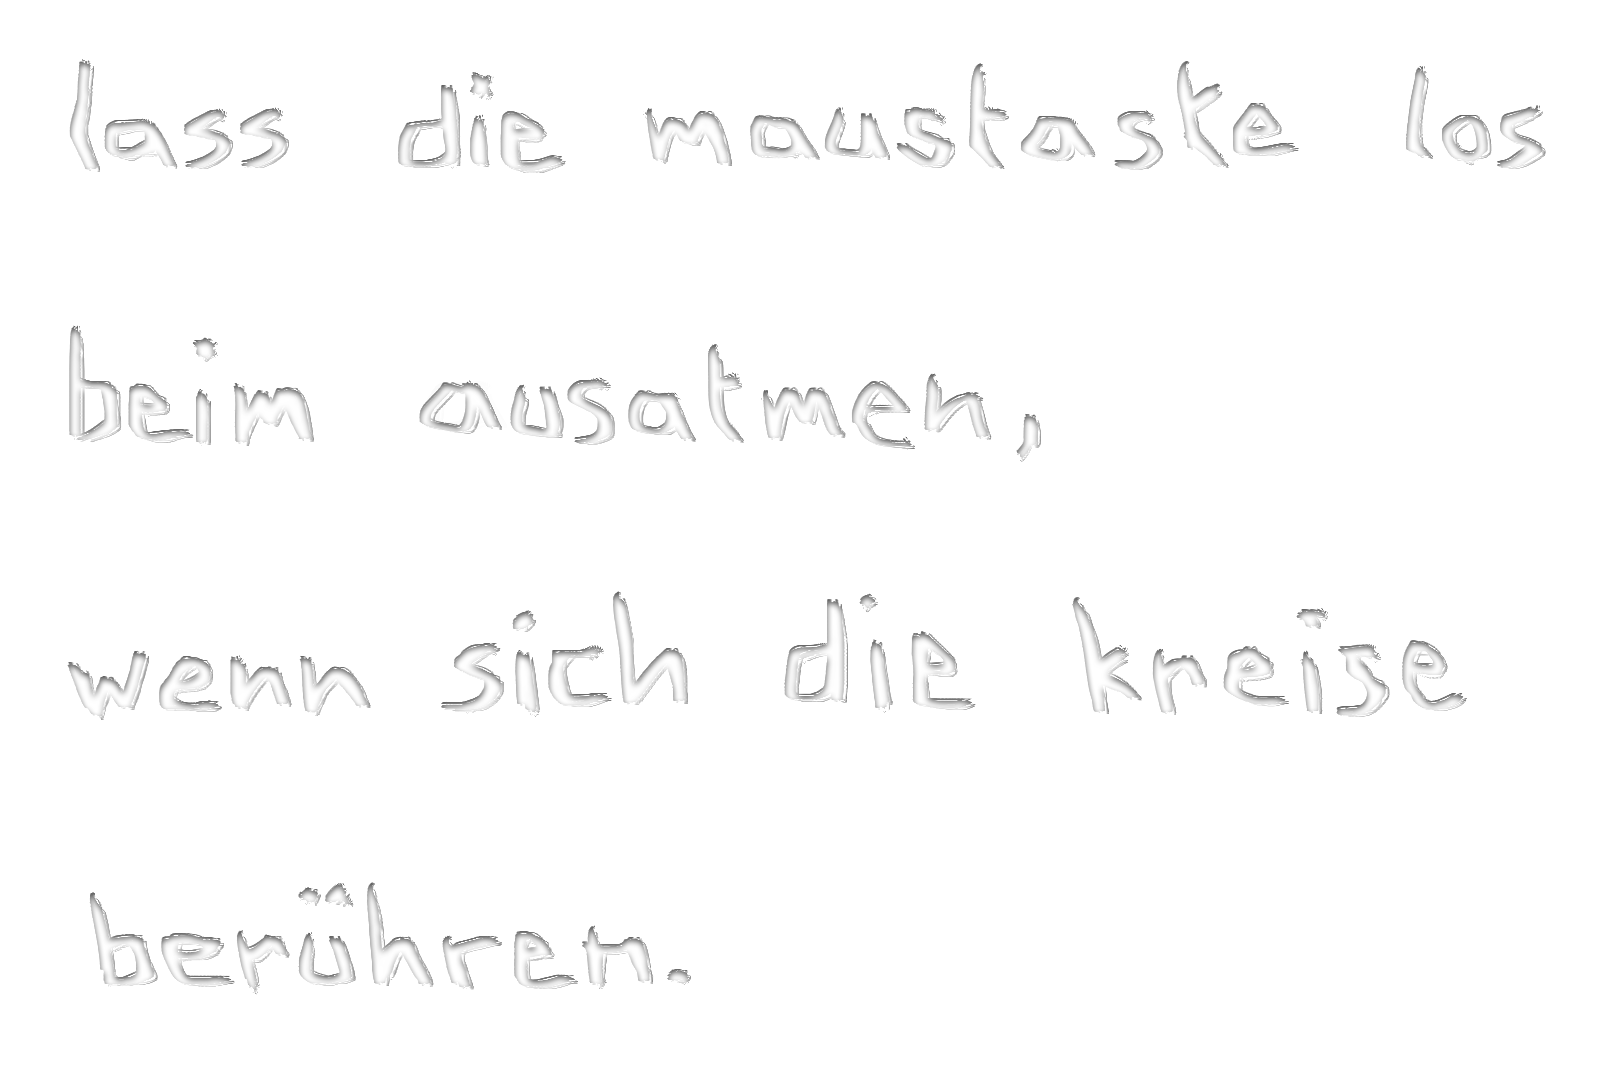 lass die maustaste los
beim ausatmen,
wenn sich die kreise
berühren.